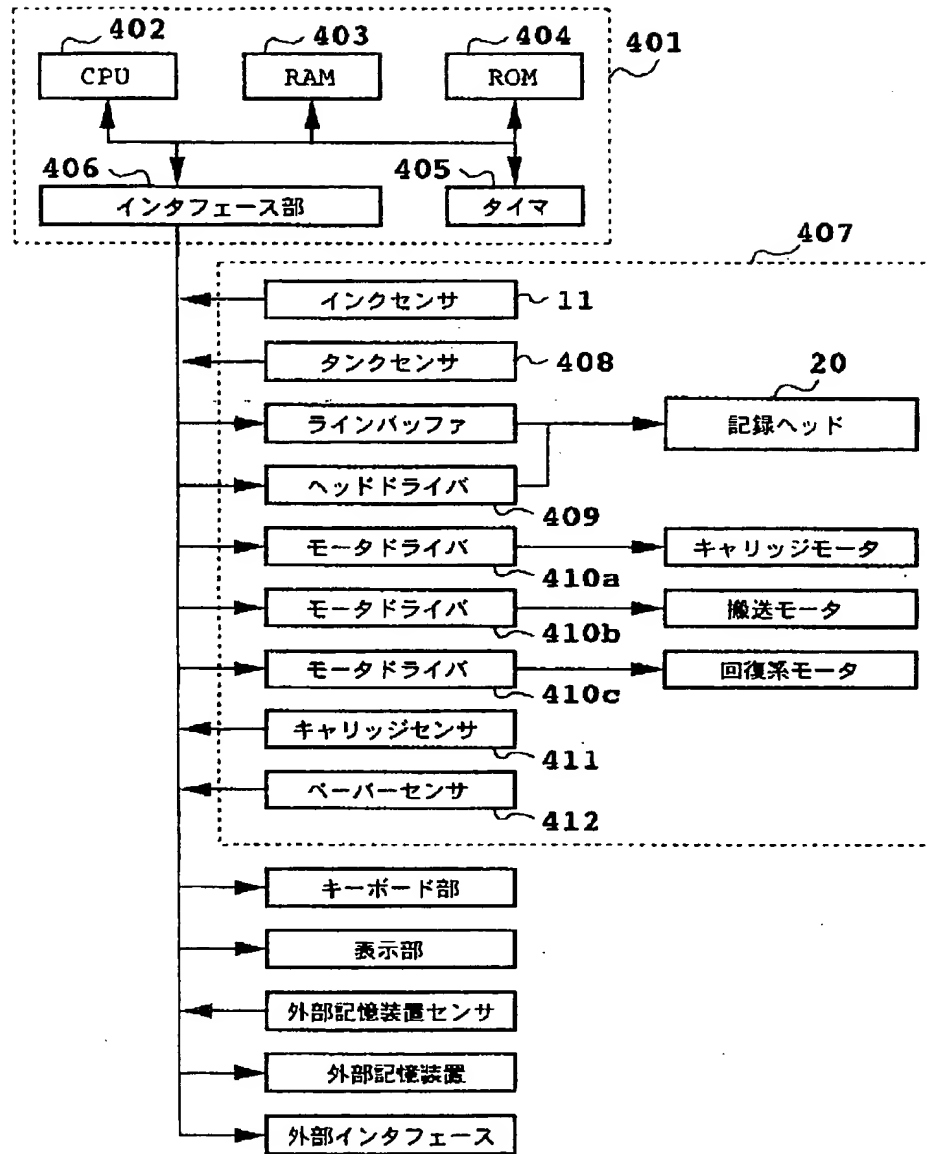 402
403
404
401
CPU
RAM
ROM
406
405
インタフェース部
タイマ
407
インクセンサ
11
タンクセンサ
408
20
ラインバッファ
記録ヘッド
ヘッドドライバ
409
モータドライバ
キャリッジモータ
410a
モータドライバ
搬送モータ
410b
モータドライバ
回復系モータ
410c
キャリッジセンサ
411
ペーパーセンサ
412
キーボード部
表示部
外部記憶装置センサ
外部記憶装置
外部インタフェース